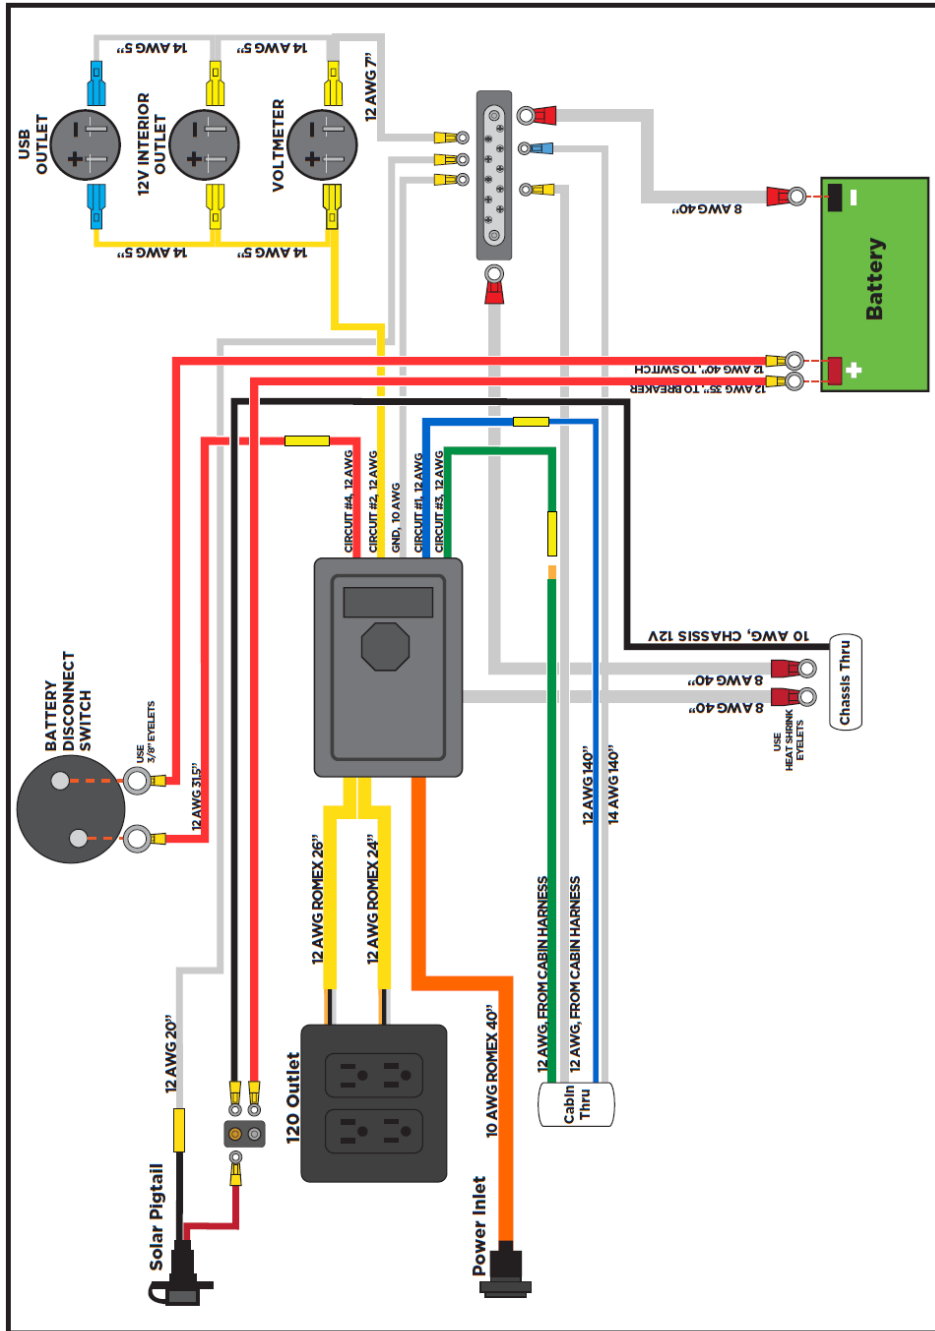 14 AWG 5"
14 AWG 5"
USB
OUTLET
12V INTERIOR
OUTLET
VOLTMETER
-
+
-
+
-
+
14 AWG 5"
14 AWG 5"
12 AWG 7"
8 AWG 40"
Battery
-
+
12 AWG 40", TO SWITCH
12 AWG 35", TO BREAKER
CIRCUIT #4, 12 AWG
CIRCUIT #2, 12 AWG
GND, 10 AWG
CIRCUIT #1, 12 AWG
CIRCUIT #3, 12 AWG
BATTERY
DISCONNECT
SWITCH
USE
3/8" EYELETS
12 AWG 31.5"
10 AWG, CHASSIS 12V
8 AWG 40"
8 AWG 40"
Chassis Thru
USE
HEAT SHRINK
EYELETS
12 AWG ROMEX 26"
12 AWG ROMEX 24"
12 AWG 140"
14 AWG 140"
12 AWG, FROM CABIN HARNESS
12 AWG, FROM CABIN HARNESS
12 AWG 20"
120 Outlet
10 AWG ROMEX 40"
Cabin
Thru
Solar Pigtail
Power Inlet